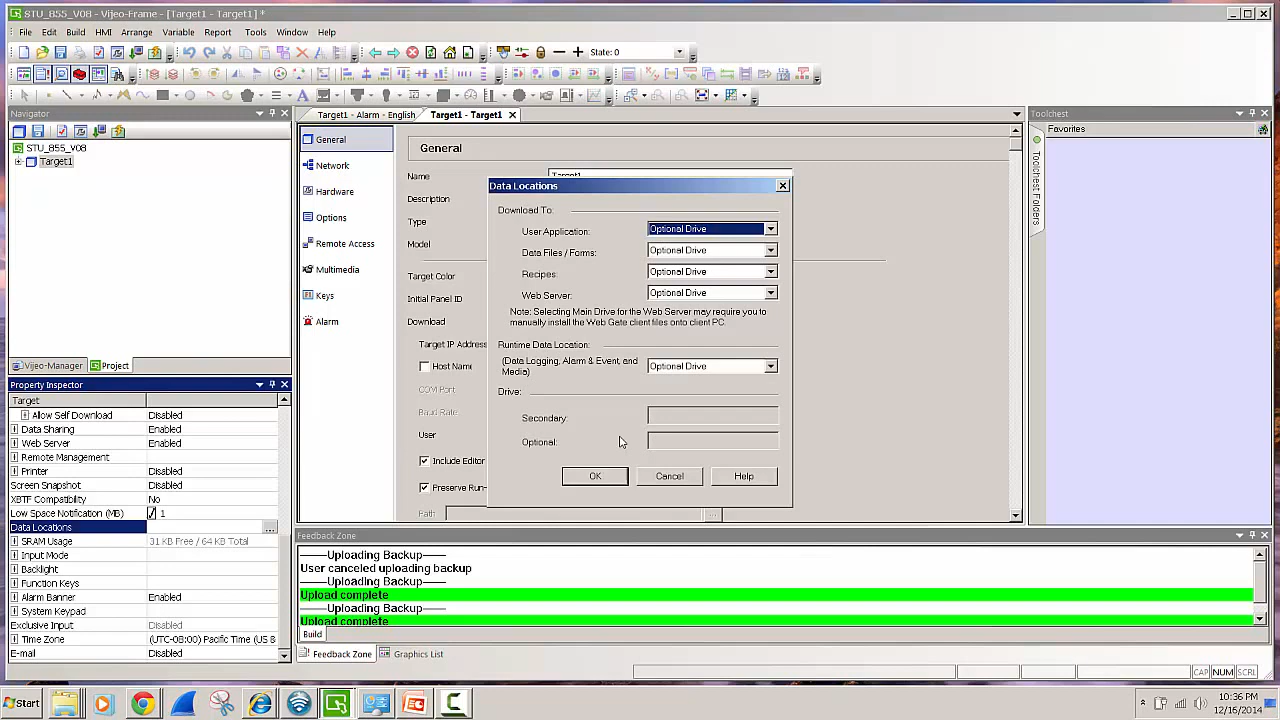 STU_B55_V08 - Vijeo-Frame - [Target1 - Target1] *
File Edit Build HMI Arrange Variable Report Tools Window Help
State: 0
Navigator
Target1 - Alarm - English
Target1 - Target1
Toolchest
Favorites
Toolchest Folders
STU_855_V08
Target1
Vijeo-Manager
Project
General
Network
Hardware
Options
Remote Access
Multimedia
Keys
Alarm
General
Name
Target1
Description
Type
Model
Target Color
Initial Panel ID
Download
Target IP Address
Host Name
COM Port
Baud Rate
User
Include Editor
Preserve Run-
Path
Data Locations
Download To:
User Application: Optional Drive
Data Files / Forms: Optional Drive
Recipes: Optional Drive
Web Server: Optional Drive
Note: Selecting Main Drive for the Web Server may require you to
manually install the Web Gate client files onto client PC.
Runtime Data Location:
(Data Logging, Alarm & Event, and
Media)
Optional Drive
Drive:
Secondary:
Optional:
OK Cancel Help
Property Inspector
Target
Allow Self Download Disabled
Data Sharing Enabled
Web Server Enabled
Remote Management
Printer Disabled
Screen Snapshot Disabled
XBTF Compatibility No
Low Space Notification (MB) 1
Data Locations ...
SRAM Usage 31 KB Free / 64 KB Total
Input Mode
Backlight
Function Keys
Alarm Banner Enabled
System Keypad
Exclusive Input Disabled
Time Zone (UTC-08:00) Pacific Time (US &
E-mail Disabled
Feedback Zone
-------Uploading Backup------
User canceled uploading backup
-------Uploading Backup------
Upload complete
-------Uploading Backup------
Upload complete
Build
Feedback Zone
Graphics List
CAP NUM SCRL
Start
10:36 PM
12/16/2014